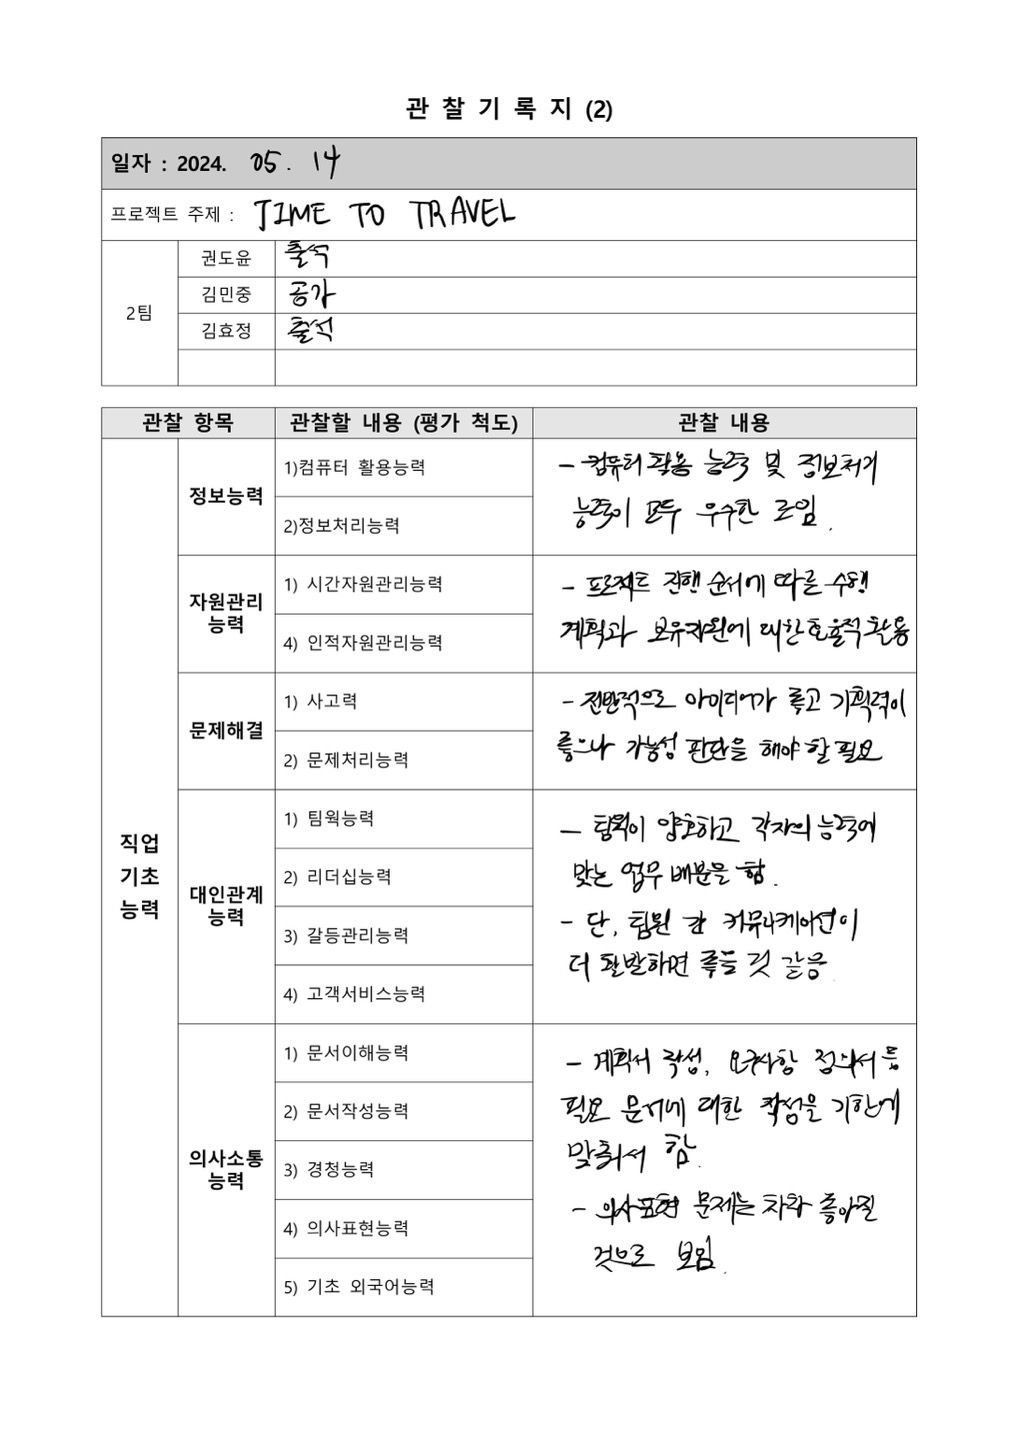 관 찰 기 록 지 (2)
일자 : 2024. 05. 14
프로젝트 주제 : TIME TO TRAVEL
2팀
권도윤 출석
김민중 공가
김효정 출석
관찰 항목 관찰할 내용 (평가 척도) 관찰 내용
직업
기초
능력
정보능력
1)컴퓨터 활용능력
2)정보처리능력
- 컴퓨터 활용 능력 및 정보처리
능력이 모두 우수한 조임.
자원관리
능력
1) 시간자원관리능력
4) 인적자원관리능력
- 프로젝트 진행 순서에 따른 수행
계획과 보유자원에 대한 효율적 활용
문제해결
1) 사고력
2) 문제처리능력
- 전반적으로 아이디어가 좋고 기획력이
좋으나 가능성 판단을 해야 할 필요
대인관계
능력
1) 팀웍능력
2) 리더십능력
3) 갈등관리능력
4) 고객서비스능력
- 팀웍이 양호하고 각자의 능력에
맞는 업무 배분을 함.
- 단, 팀원 간 커뮤니케이션이
더 활발하면 좋을 것 같음.
의사소통
능력
1) 문서이해능력
2) 문서작성능력
3) 경청능력
4) 의사표현능력
5) 기초 외국어능력
- 계획서 작성, 요구사항 정의서 등
필요 문서에 대한 작성을 기한에
맞춰서 함.
- 의사표현 문제는 차차 좋아질
것으로 보임.